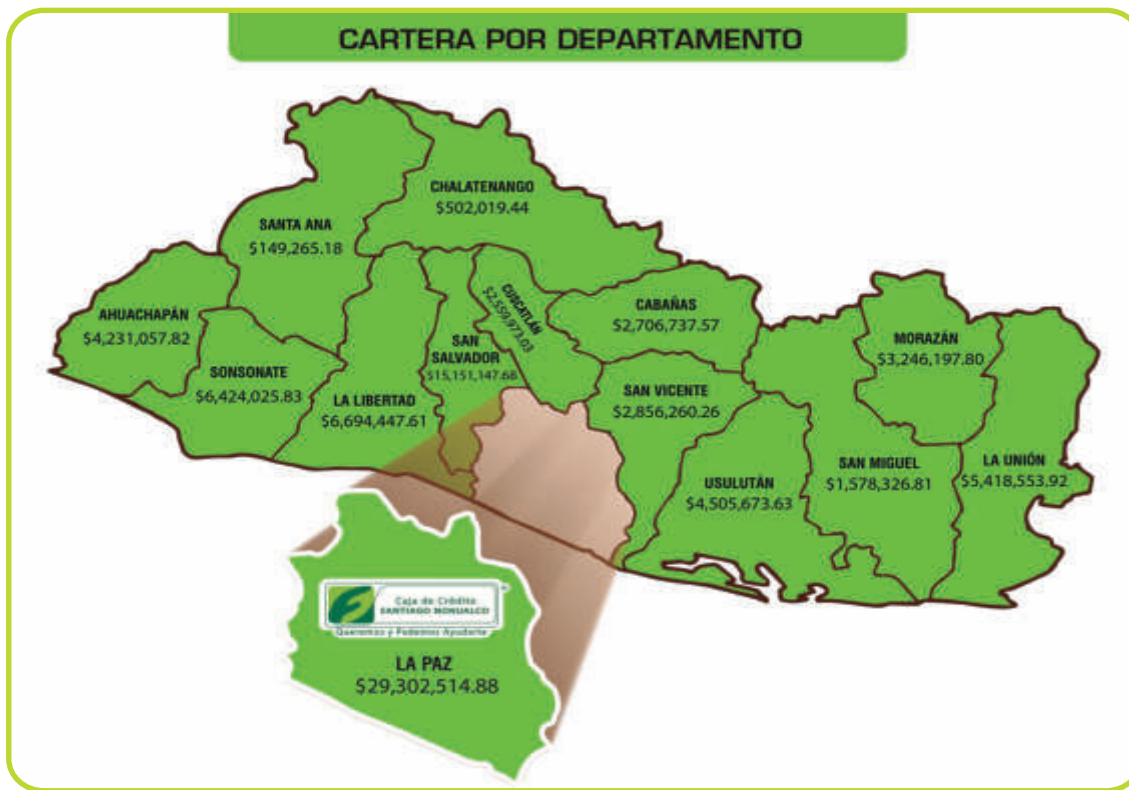 CARTERA POR DEPARTAMENTO
CHALATENANGO
$502,019.44
SANTA ANA
$149,265.18
AHUACHAPÁN
$4,231,057.82
SONSONATE
$6,424,025.83
LA LIBERTAD
$6,694,447.61
SAN
SALVADOR
$15,151,147.68
CUSCATLÁN
$2,559,973.03
CABAÑAS
$2,706,737.57
SAN VICENTE
$2,856,260.26
USULUTÁN
$4,505,673.63
SAN MIGUEL
$1,578,326.81
MORAZÁN
$3,246,197.80
LA UNIÓN
$5,418,553.92
Caja de Crédito
SANTIAGO NONUALCO
Queremos y Podemos Ayudarte
LA PAZ
$29,302,514.88